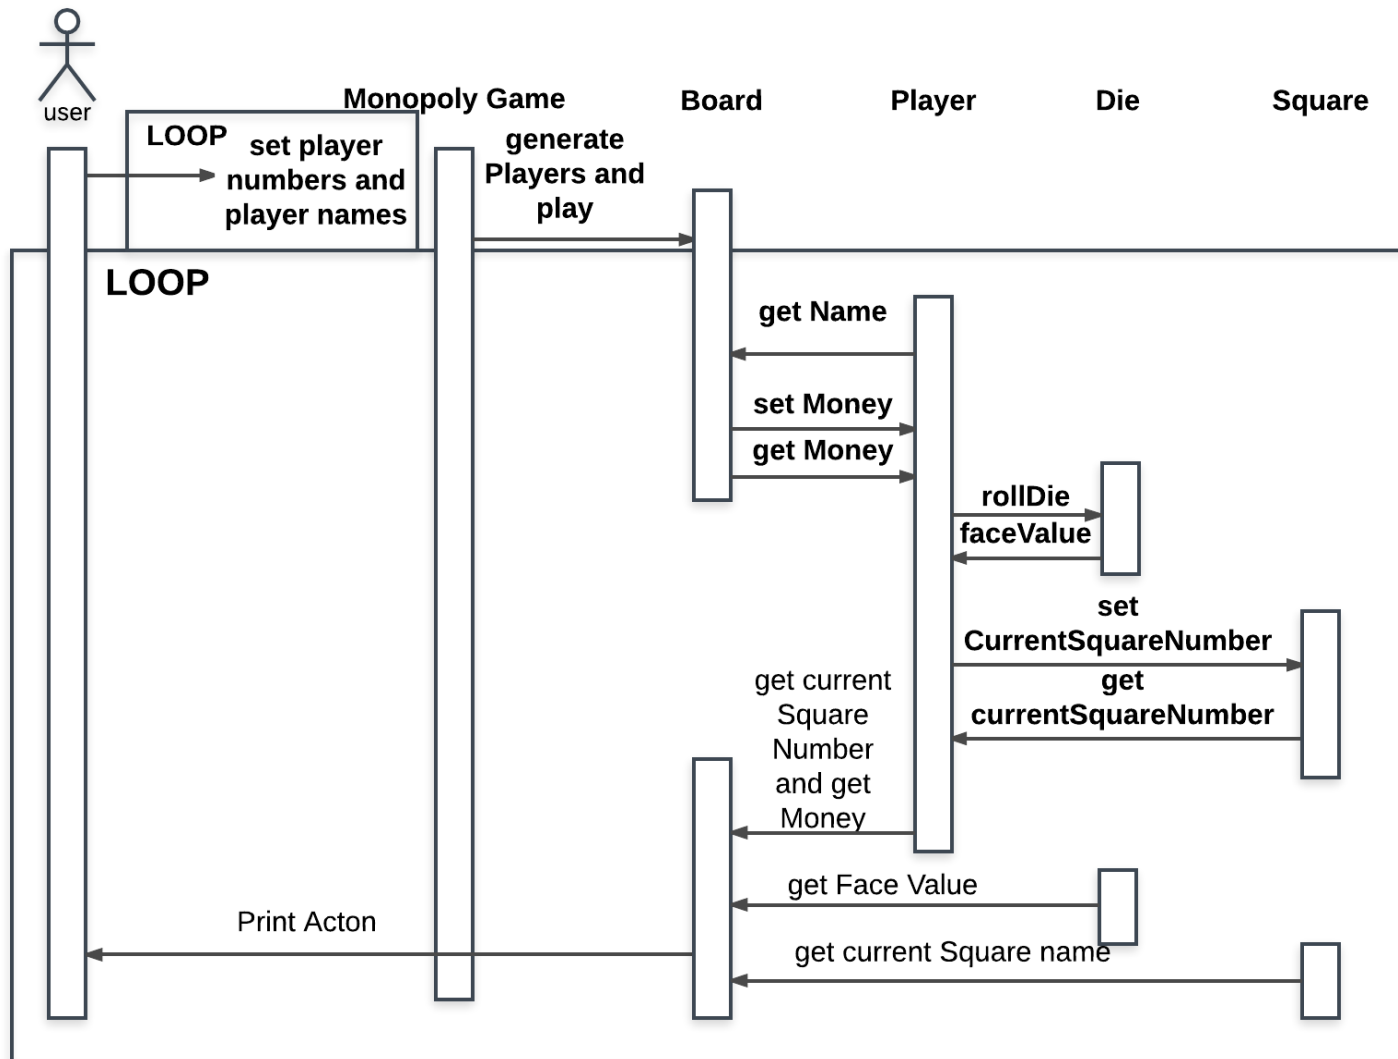 user
Monopoly Game
Board
Player
Die
Square
LOOP
set player
numbers and
player names
generate
Players and
play
LOOP
get Name
set Money
get Money
rollDie
faceValue
set
CurrentSquareNumber
get
currentSquareNumber
get current
Square
Number
and get
Money
get Face Value
Print Acton
get current Square name